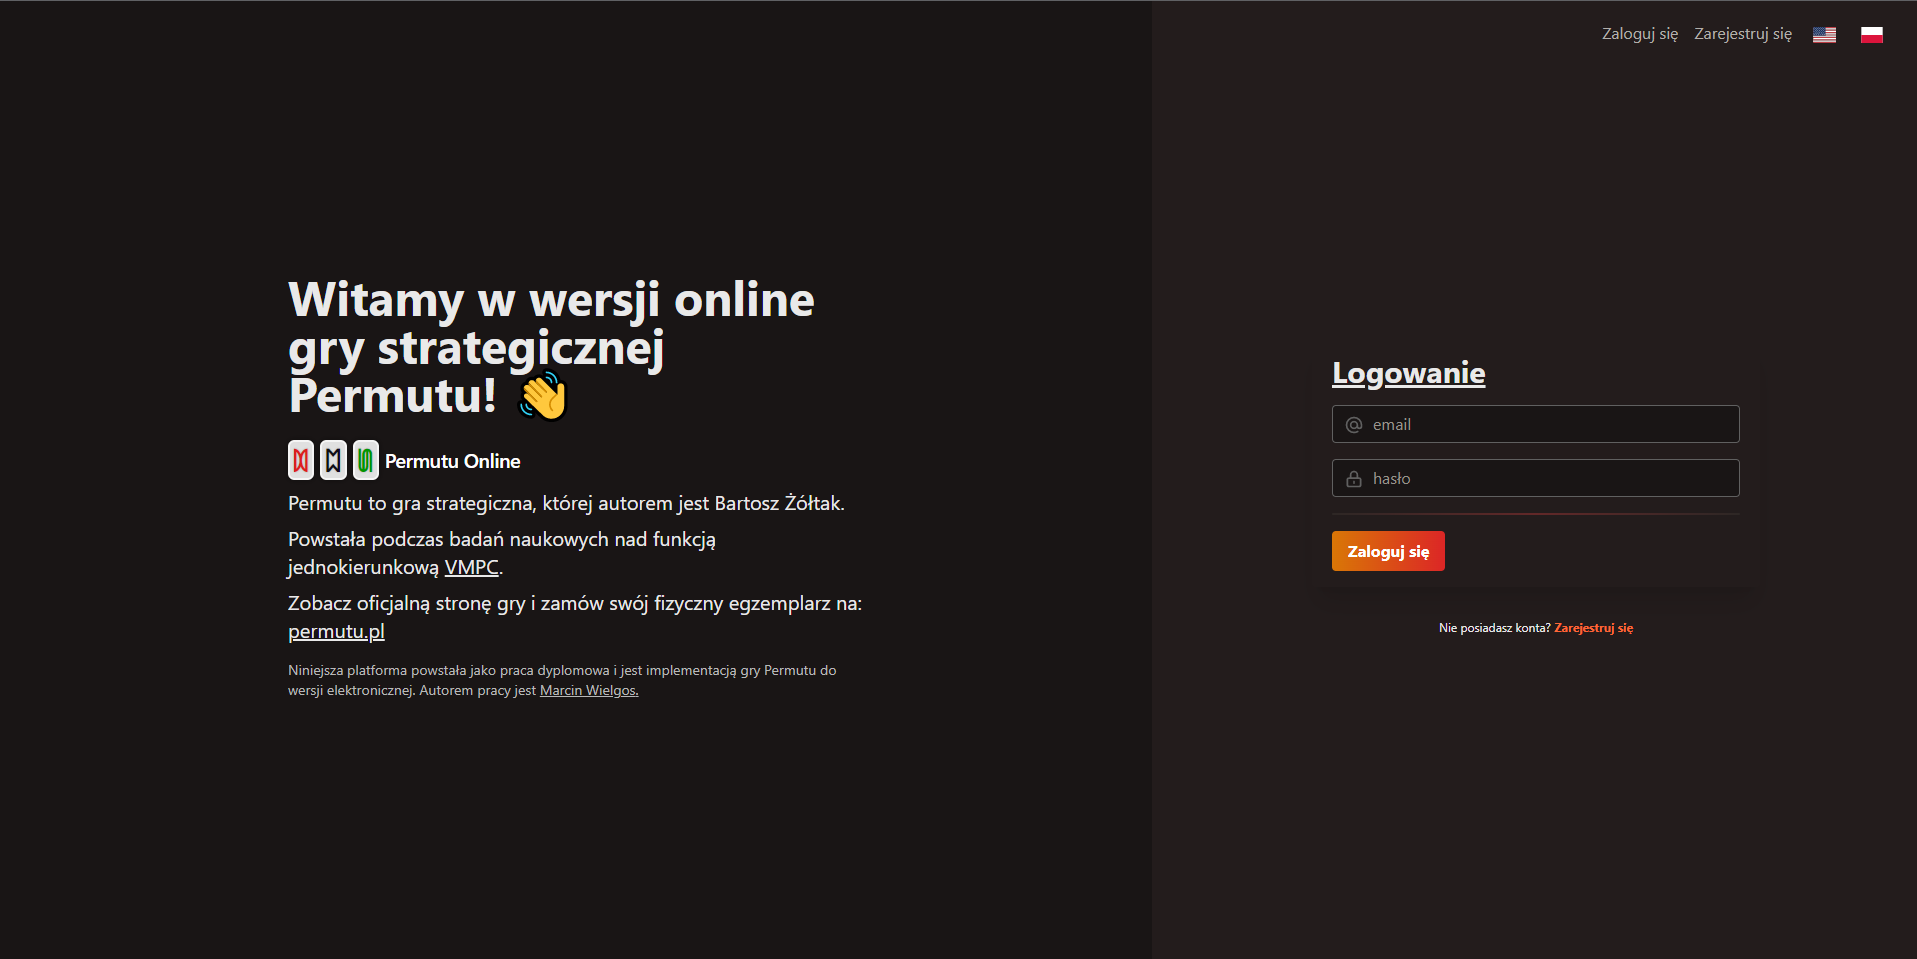 Zaloguj się Zarejestruj się
Witamy w wersji online
gry strategicznej
Permutu!
Permutu Online
Permutu to gra strategiczna, której autorem jest Bartosz Żółtak.
Powstała podczas badań naukowych nad funkcją
jednokierunkową VMPC.
Zobacz oficjalną stronę gry i zamów swój fizyczny egzemplarz na:
permutu.pl
Niniejsza platforma powstała jako praca dyplomowa i jest implementacją gry Permutu do
wersji elektronicznej. Autorem pracy jest Marcin Wielgos.
Logowanie
email
hasło
Zaloguj się
Nie posiadasz konta? Zarejestruj się